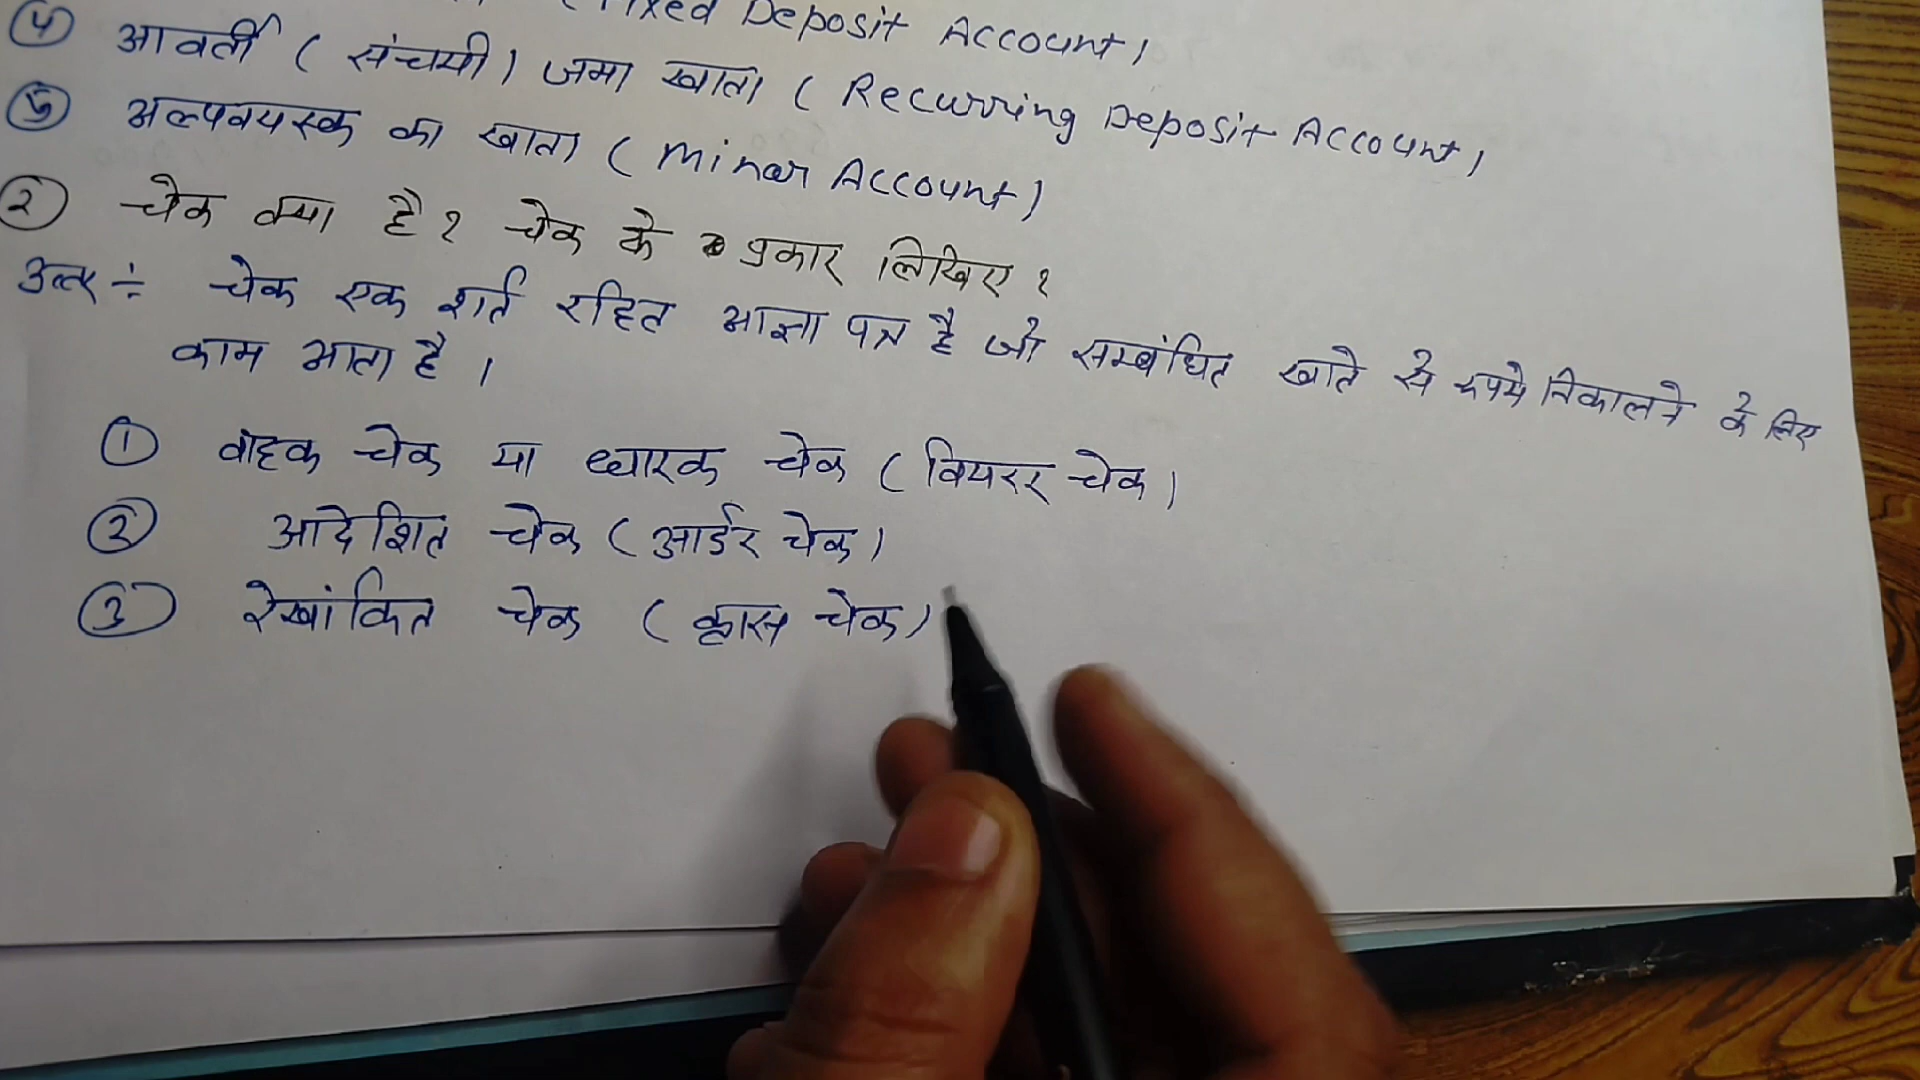 (Fixed Deposit Account)
④ आवर्ती (संचयी) जमा खाता (Recurring Deposit Account)
⑤ अल्पवयस्क का खाता (Minor Account)
② चेक क्या है? चेक के प्रकार लिखिए?
उत्तर ÷ चेक एक शर्त रहित आज्ञा पत्र है जो सम्बंधित खाते से रुपये निकालने के लिए
काम आता है।
① वाहक चेक या धारक चेक (बियरर चेक)
② आदेशित चेक (आर्डर चेक)
③ रेखांकित चेक (क्रास चेक)